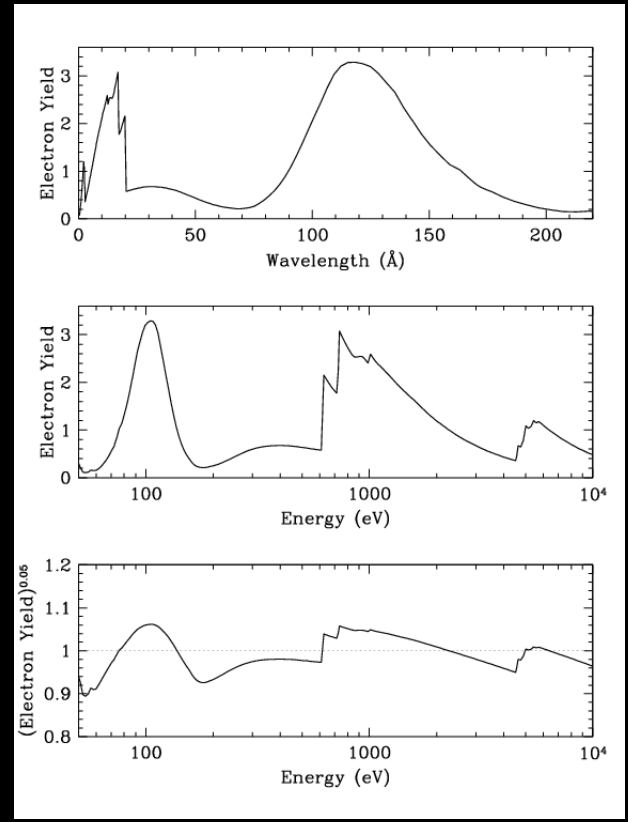 Electron Yield
3
2
1
0
0 50 100 150 200
Wavelength (Å)
Electron Yield
3
2
1
0
100 1000 10⁴
Energy (eV)
(Electron Yield)⁰·⁰⁵
1.2
1.1
1
0.9
0.8
100 1000 10⁴
Energy (eV)